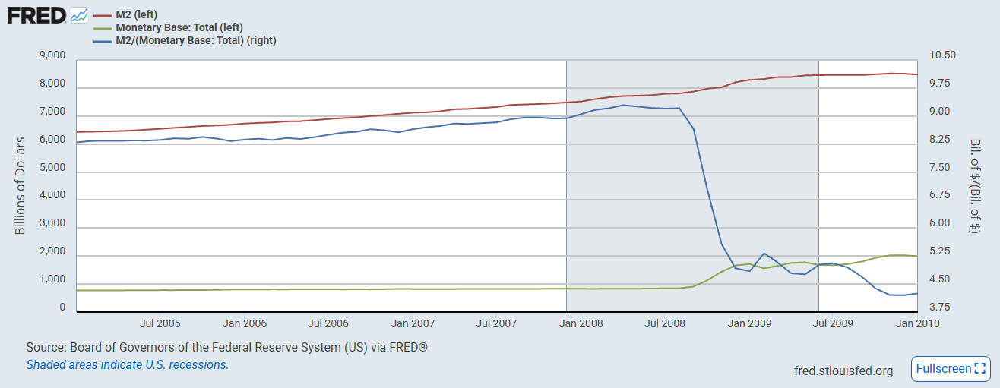 FRED
M2 (left)
Monetary Base: Total (left)
M2/(Monetary Base: Total) (right)
9,000
8,000
7,000
6,000
5,000
4,000
3,000
2,000
1,000
0
Billions of Dollars
10.50
9.75
9.00
8.25
7.50
6.75
6.00
5.25
4.50
3.75
Bil. of $/(Bil. of $)
Jul 2005 Jan 2006 Jul 2006 Jan 2007 Jul 2007 Jan 2008 Jul 2008 Jan 2009 Jul 2009 Jan 2010
Source: Board of Governors of the Federal Reserve System (US) via FRED®
Shaded areas indicate U.S. recessions.
fred.stlouisfed.org
Fullscreen